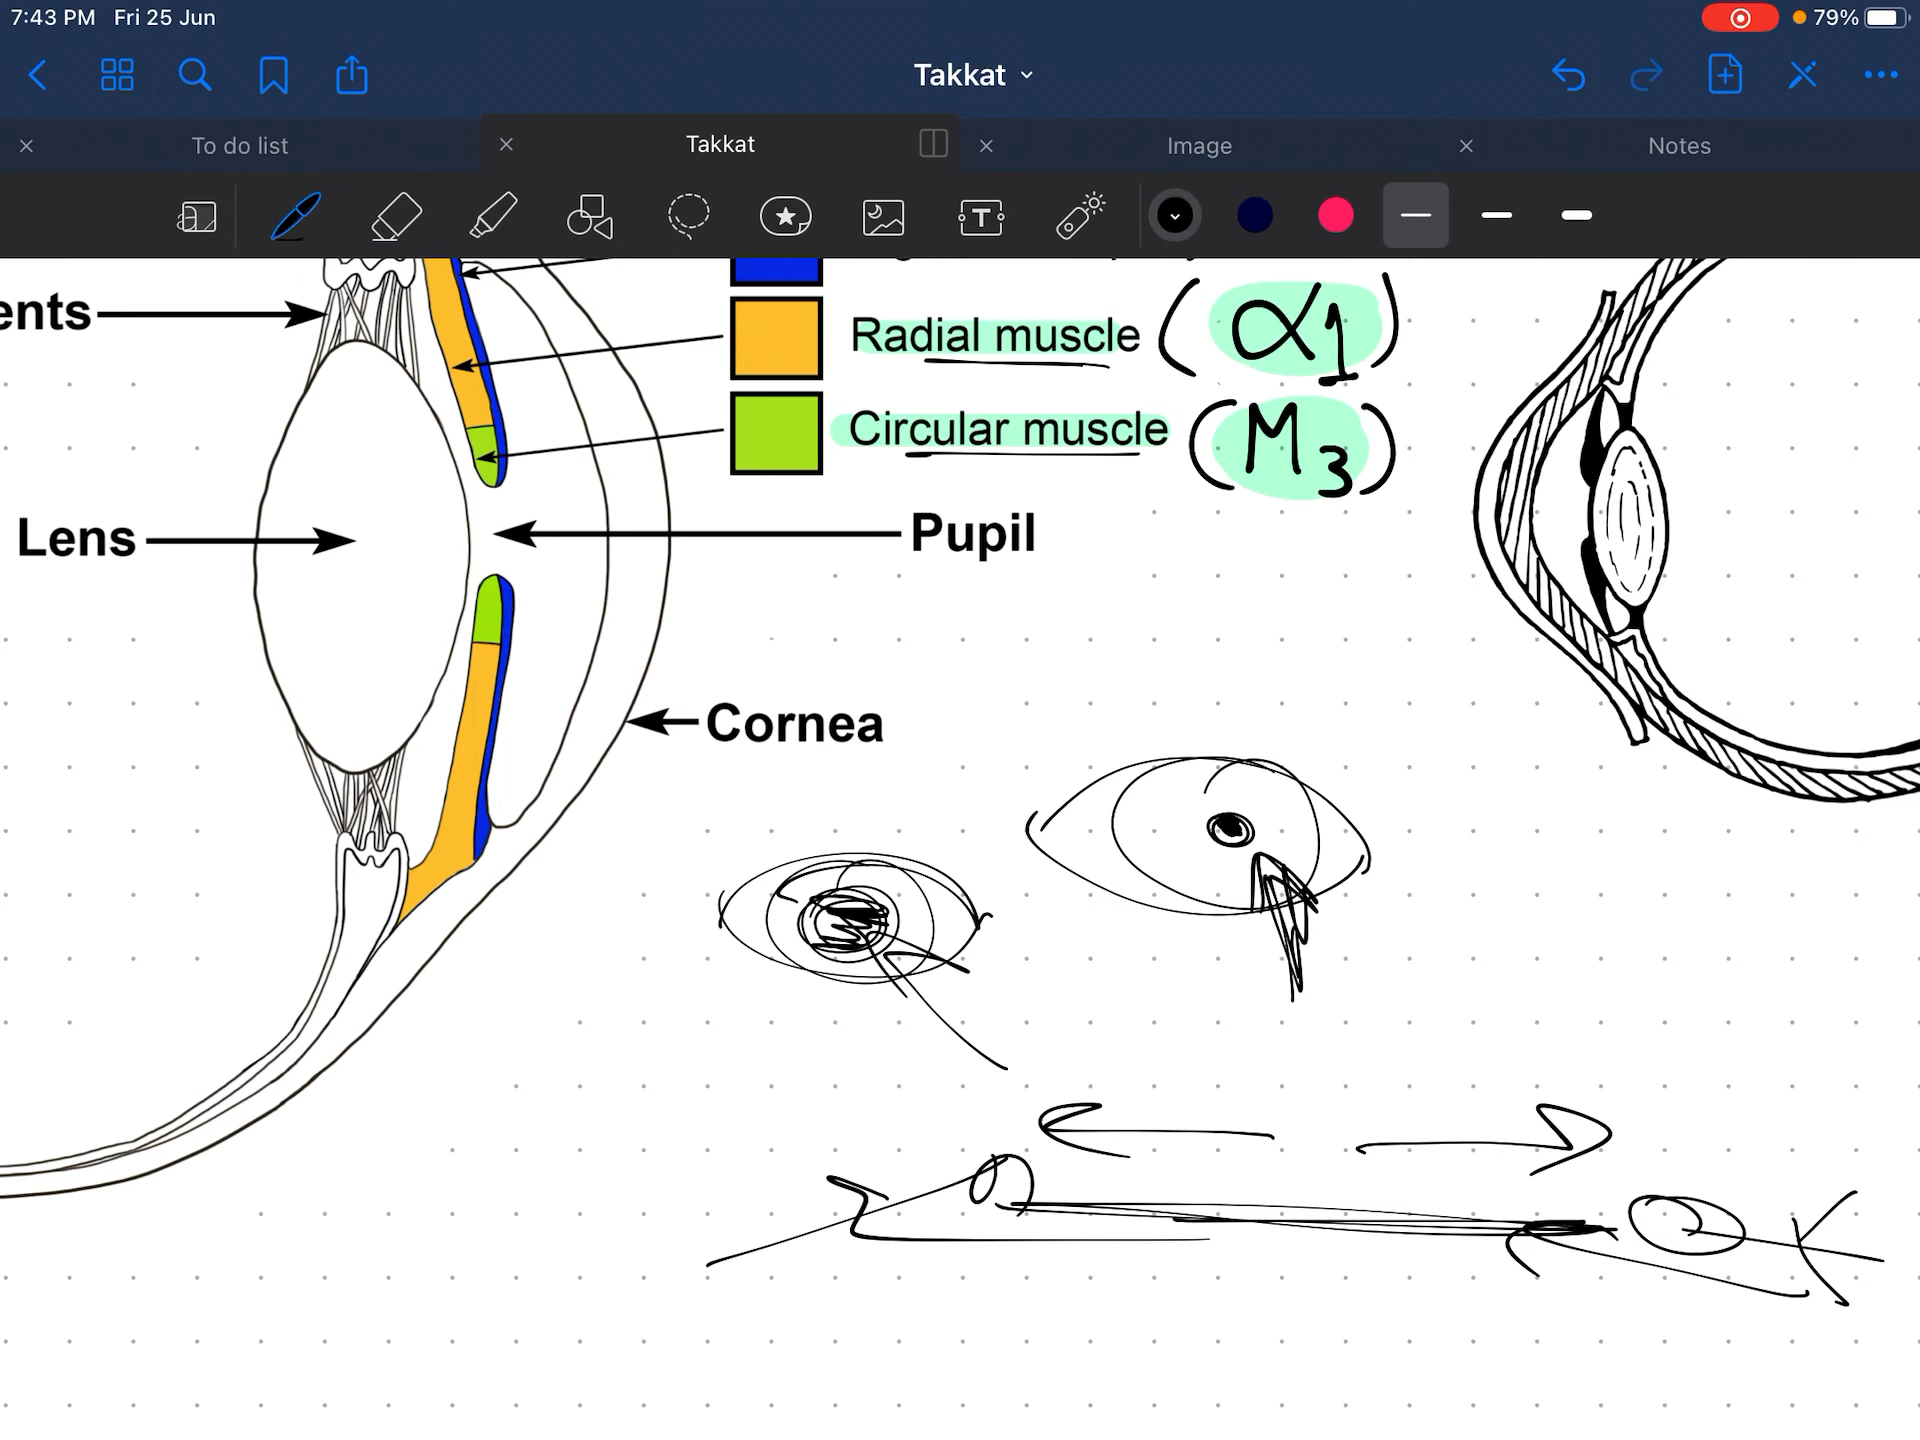 7:43 PM Fri 25 Jun
79%
Takkat
To do list
Takkat
Image
Notes
ents
Radial muscle (α1)
Circular muscle (M3)
Lens
Pupil
Cornea